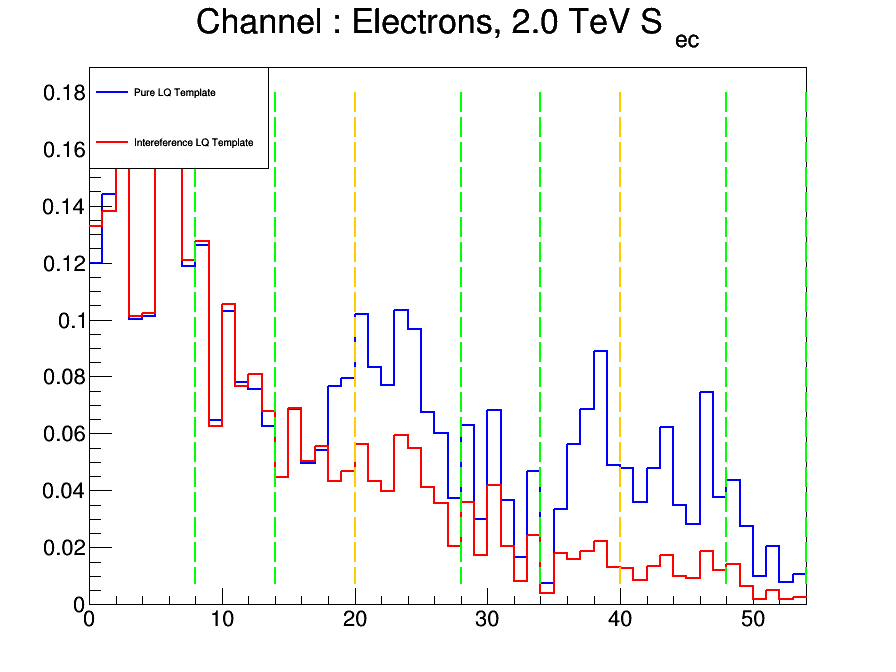 Channel : Electrons, 2.0 TeV S ec
Pure LQ Template
Intereference LQ Template
0.18
0.16
0.14
0.12
0.1
0.08
0.06
0.04
0.02
0
0 10 20 30 40 50